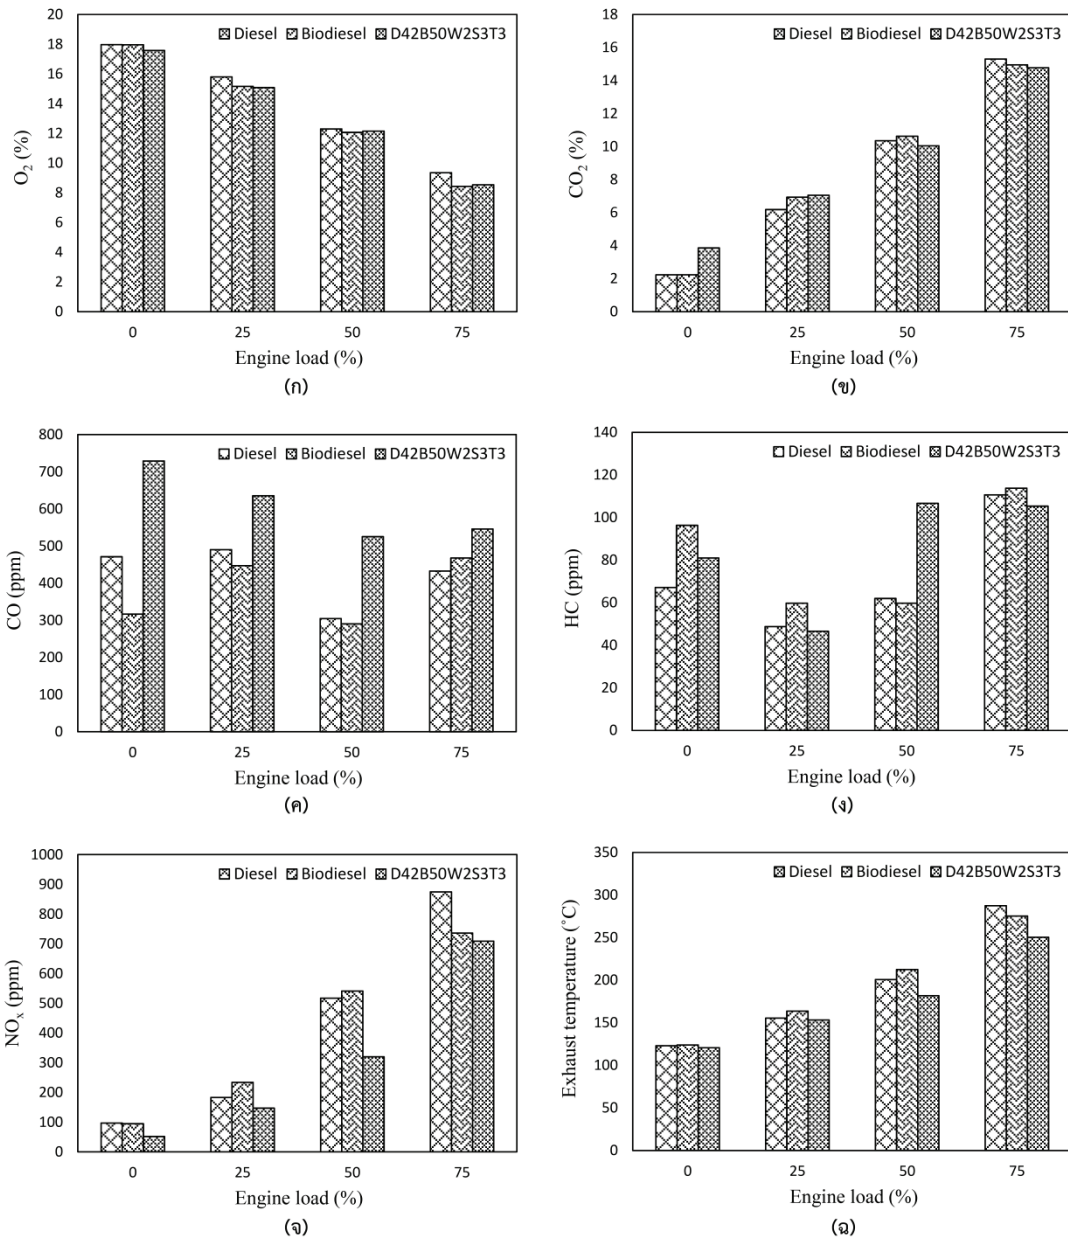 Diesel Biodiesel D42B50W2S3T3
20
18
16
14
12
10
8
6
4
2
0
O2 (%)
0 25 50 75
Engine load (%)
(ก)
Diesel Biodiesel D42B50W2S3T3
18
16
14
12
10
8
6
4
2
0
CO2 (%)
0 25 50 75
Engine load (%)
(ข)
Diesel Biodiesel D42B50W2S3T3
800
700
600
500
400
300
200
100
0
CO (ppm)
0 25 50 75
Engine load (%)
(ค)
Diesel Biodiesel D42B50W2S3T3
140
120
100
80
60
40
20
0
HC (ppm)
0 25 50 75
Engine load (%)
(ง)
Diesel Biodiesel D42B50W2S3T3
1000
900
800
700
600
500
400
300
200
100
0
NOx (ppm)
0 25 50 75
Engine load (%)
(จ)
Diesel Biodiesel D42B50W2S3T3
350
300
250
200
150
100
50
0
Exhaust temperature (˚C)
0 25 50 75
Engine load (%)
(ฉ)